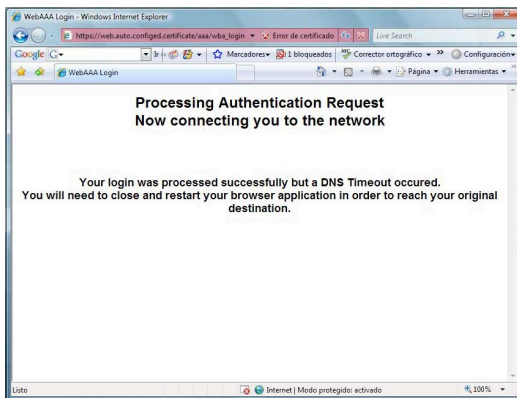 WebAAA Login - Windows Internet Explorer
https://web.auto.configed.certificate/aaa/wba_login Error de certificado Live Search
Google G Ir Marcadores 1 bloqueados Corrector ortográfico » Configuración
WebAAA Login Página Herramientas »
Processing Authentication Request
Now connecting you to the network
Your login was processed successfully but a DNS Timeout occured.
You will need to close and restart your browser application in order to reach your original
destination.
Listo Internet | Modo protegido: activado 100%